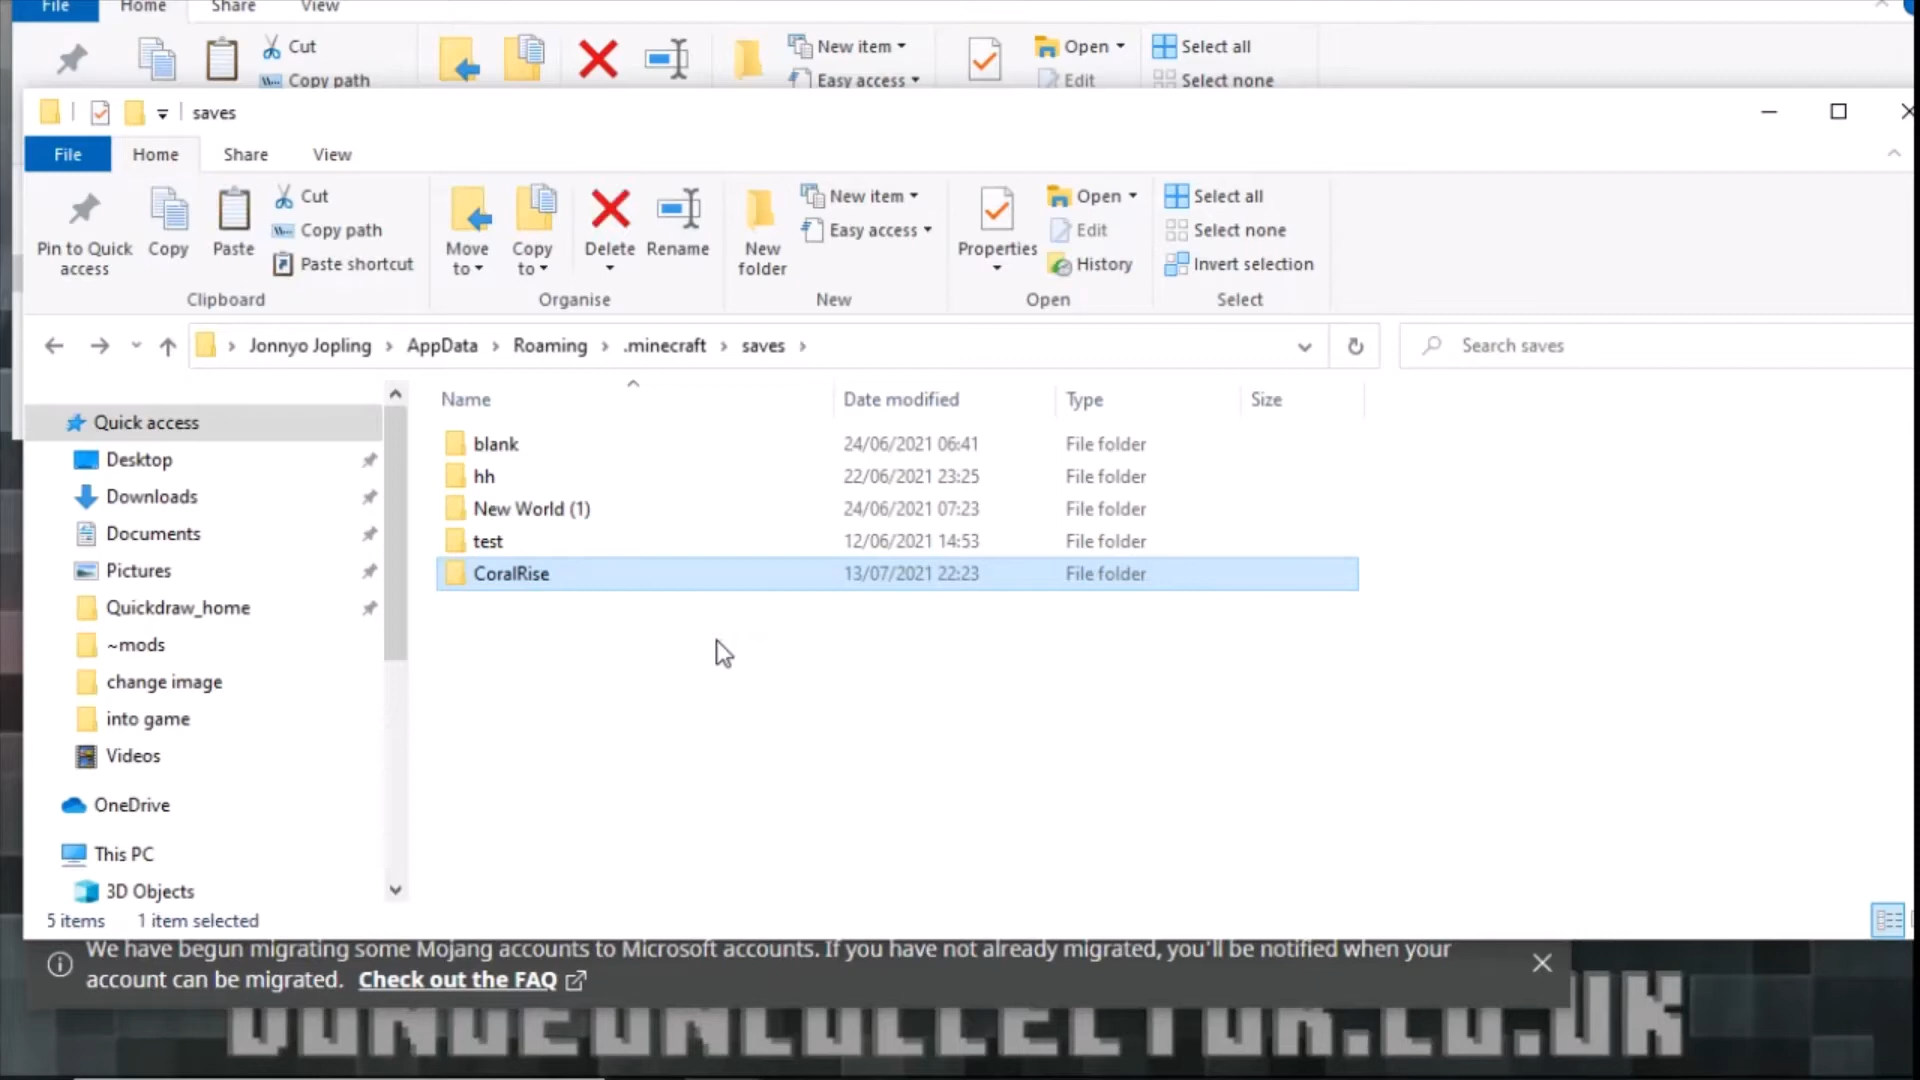 File Home Share View
Cut New item Open Select all
Copy path Easy access Edit Select none
saves
File Home Share View
Pin to Quick access
Copy
Paste
Cut
Copy path
Paste shortcut
Clipboard
Move to
Copy to
Delete
Rename
Organise
New folder
New item
Easy access
New
Properties
Open
Edit
History
Open
Select all
Select none
Invert selection
Select
Jonnyo Jopling AppData Roaming .minecraft saves
Search saves
Quick access
Desktop
Downloads
Documents
Pictures
Quickdraw_home
~mods
change image
into game
Videos
OneDrive
This PC
3D Objects
Name Date modified Type Size
blank 24/06/2021 06:41 File folder
hh 22/06/2021 23:25 File folder
New World (1) 24/06/2021 07:23 File folder
test 12/06/2021 14:53 File folder
CoralRise 13/07/2021 22:23 File folder
5 items 1 item selected
We have begun migrating some Mojang accounts to Microsoft accounts. If you have not already migrated, you'll be notified when your
account can be migrated. Check out the FAQ
DUNGEONCOLLECTOR.CO.UK